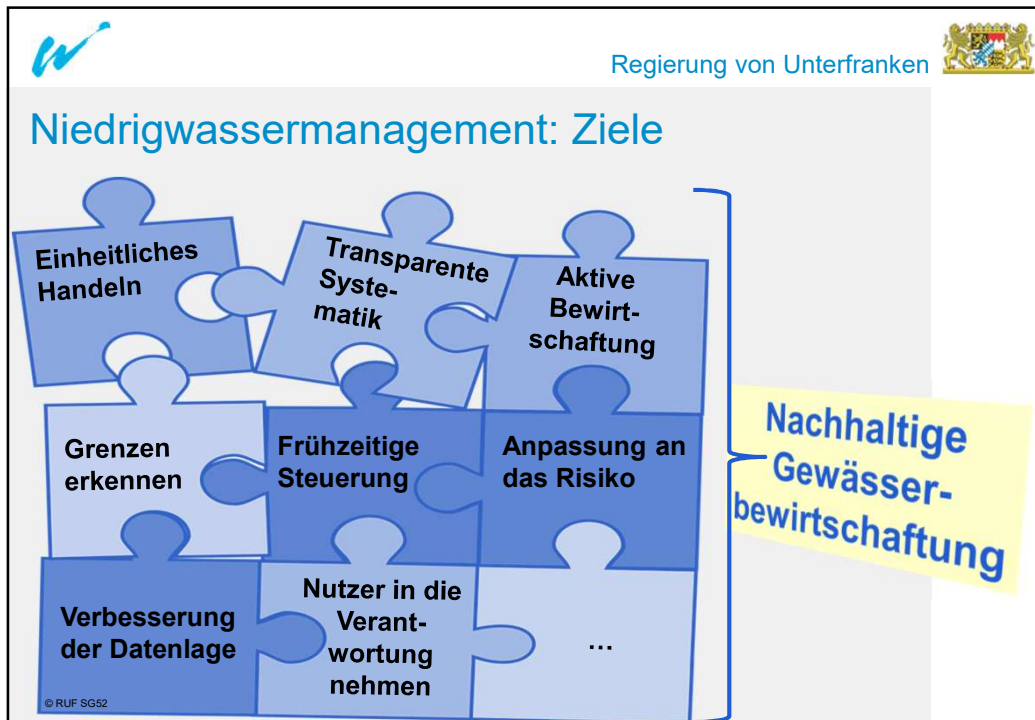 Regierung von Unterfranken
Niedrigwassermanagement: Ziele
Einheitliches
Handeln
Transparente
Syste-
matik
Aktive
Bewirt-
schaftung
Grenzen
erkennen
Frühzeitige
Steuerung
Anpassung an
das Risiko
Verbesserung
der Datenlage
Nutzer in die
Verant-
wortung
nehmen
...
Nachhaltige
Gewässer-
bewirtschaftung
© RUF SG52